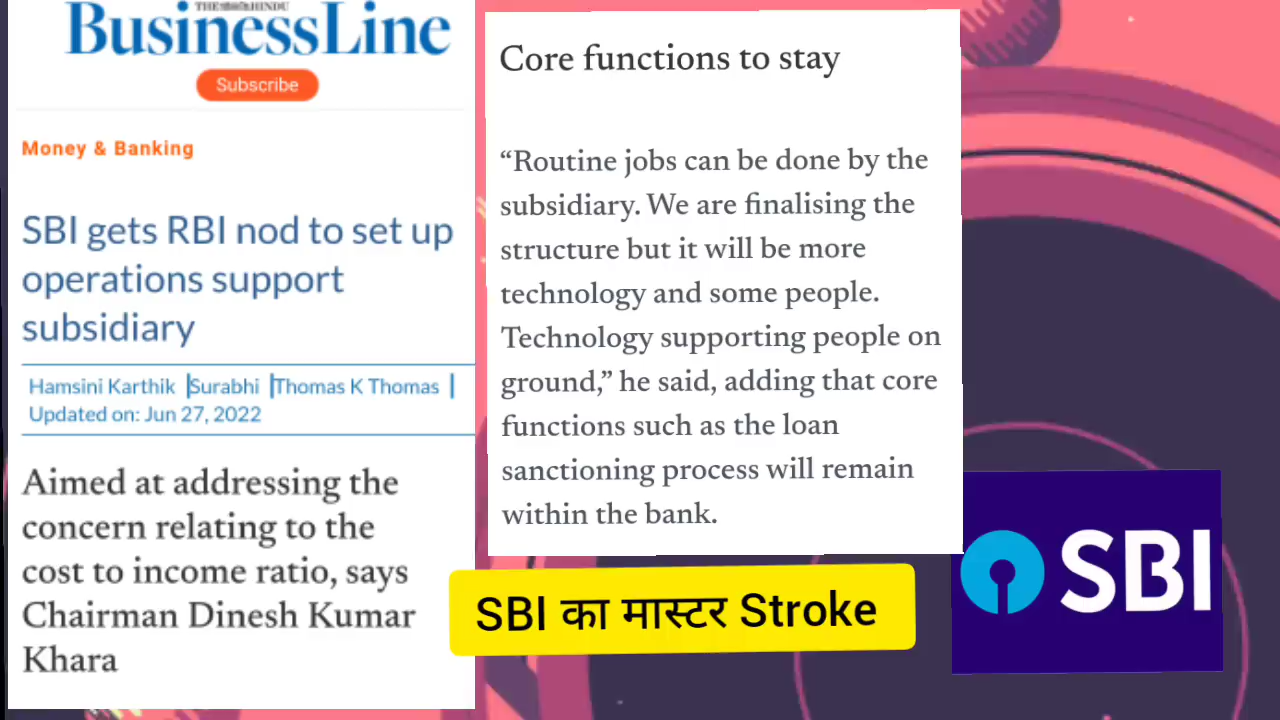 THE HINDU
BusinessLine
Subscribe
Money & Banking
SBI gets RBI nod to set up
operations support
subsidiary
Hamsini Karthik | Surabhi | Thomas K Thomas |
Updated on: Jun 27, 2022
Aimed at addressing the
concern relating to the
cost to income ratio, says
Chairman Dinesh Kumar
Khara
Core functions to stay
“Routine jobs can be done by the
subsidiary. We are finalising the
structure but it will be more
technology and some people.
Technology supporting people on
ground,” he said, adding that core
functions such as the loan
sanctioning process will remain
within the bank.
SBI का मास्टर Stroke
SBI